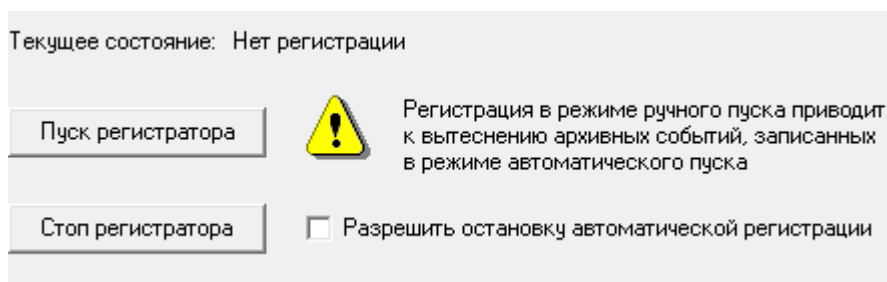 Текущее состояние: Нет регистрации
Пуск регистратора
Регистрация в режиме ручного пуска приводит
к вытеснению архивных событий, записанных
в режиме автоматического пуска
Стоп регистратора
Разрешить остановку автоматической регистрации